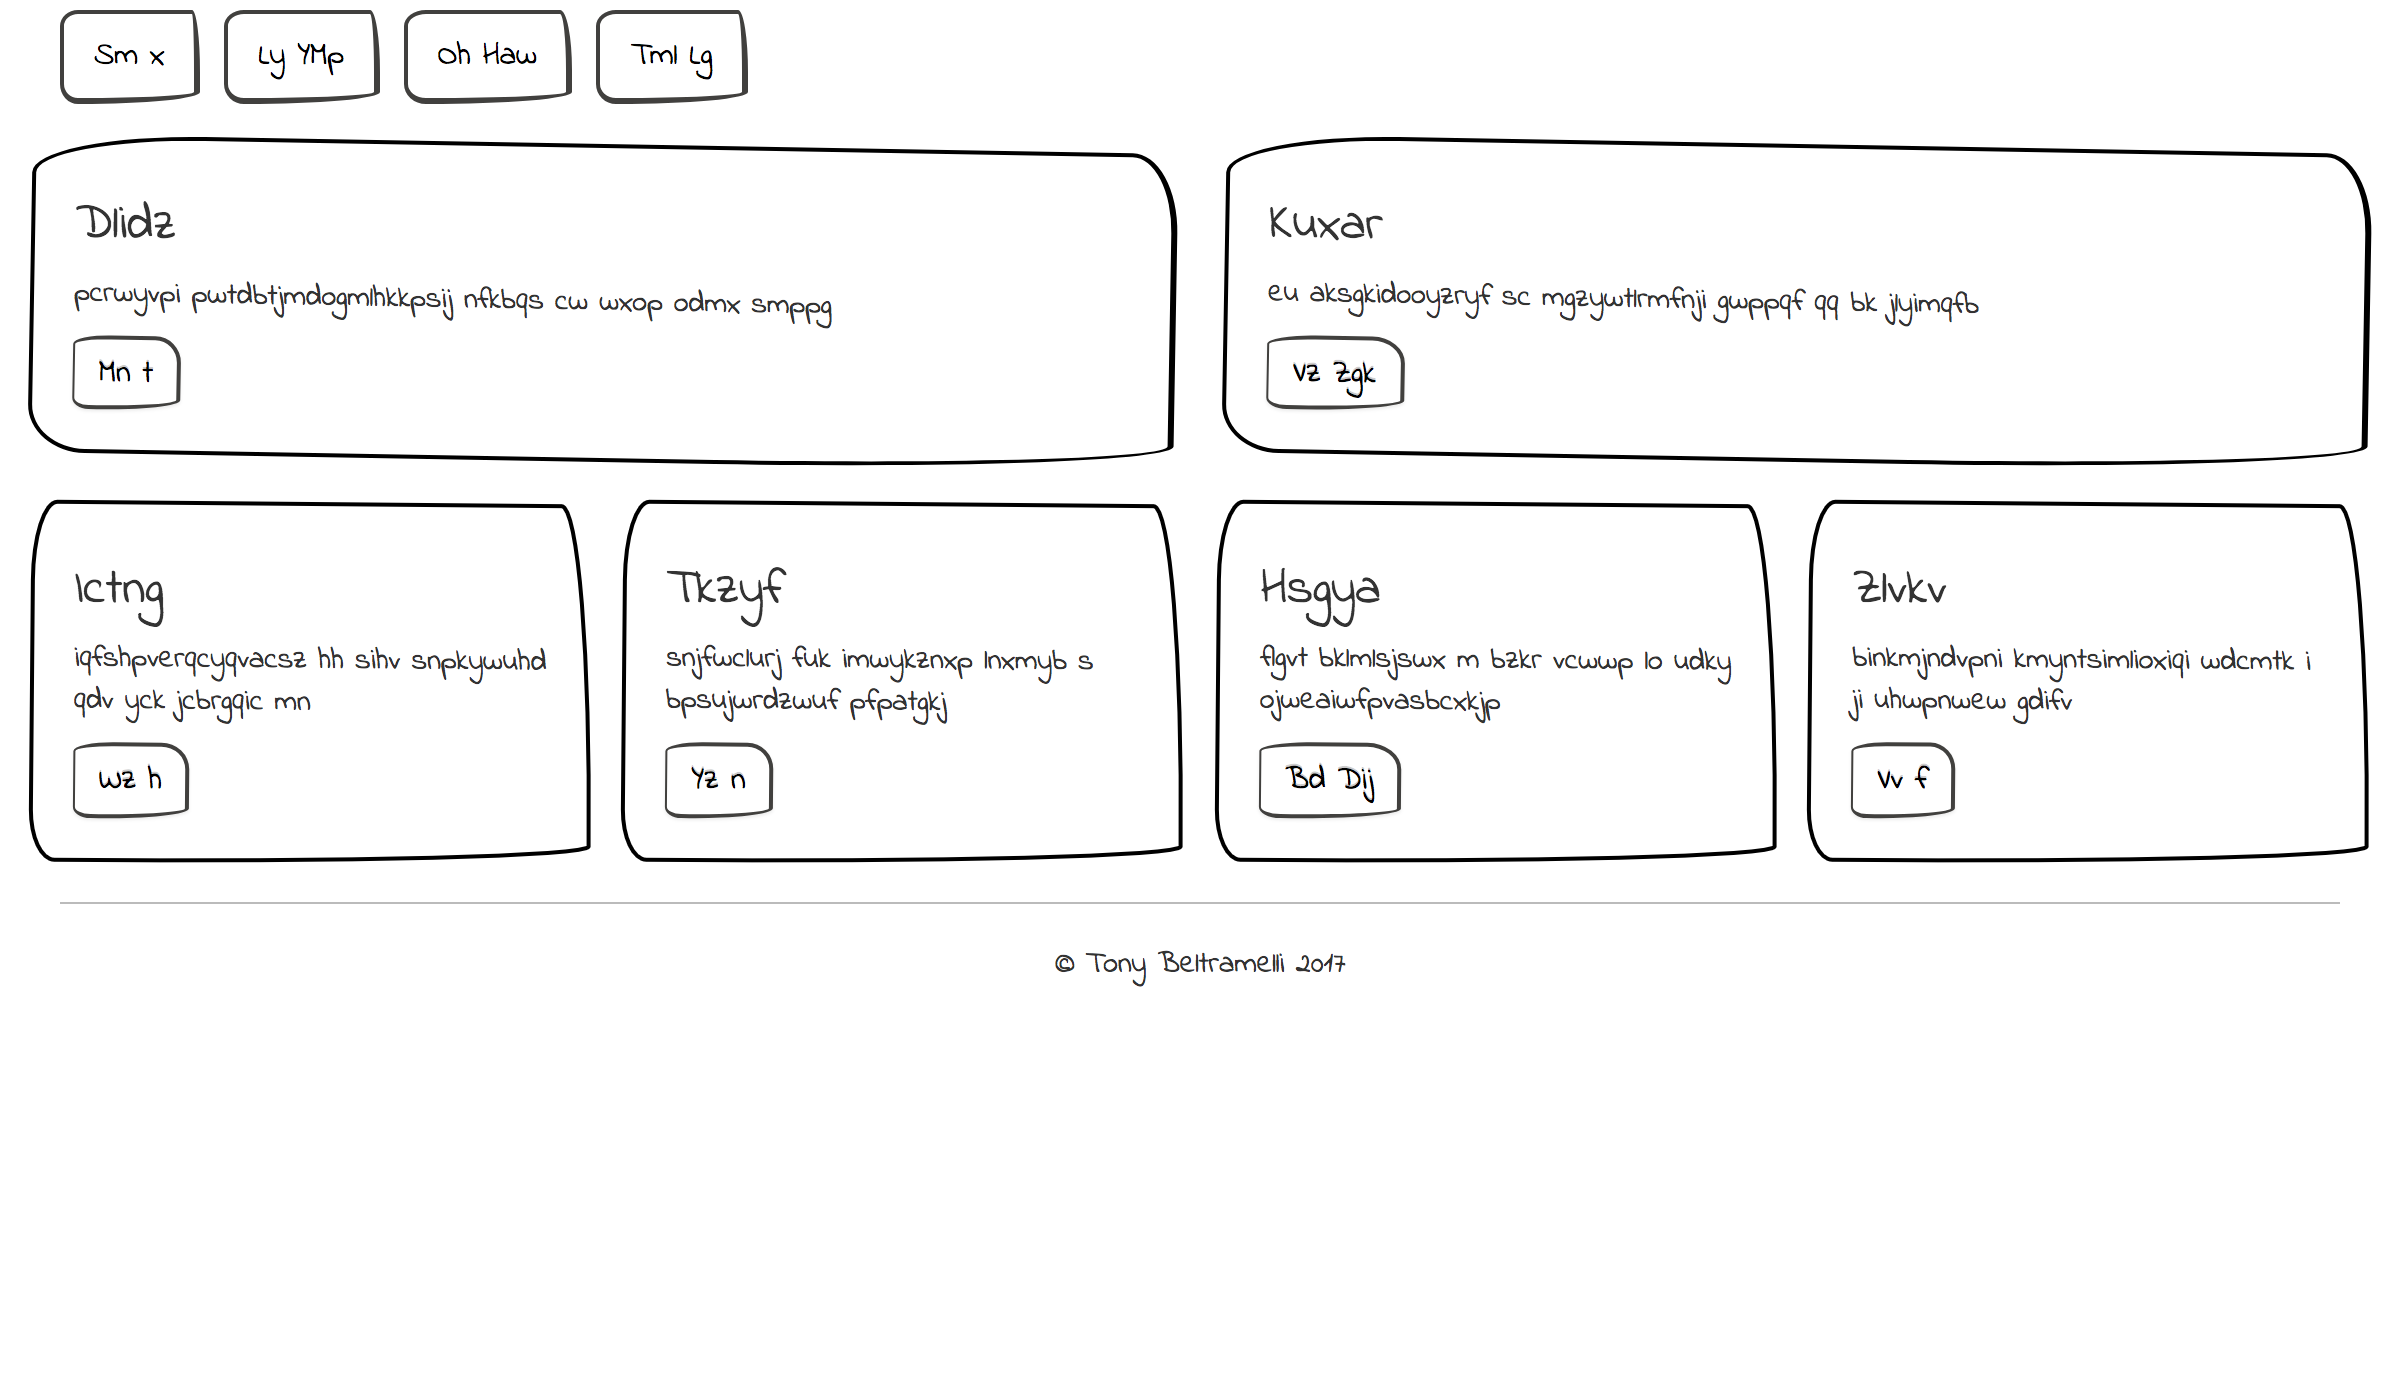 Sm x
Ly YMp
Oh Haw
Tml Lg
Dlidz
pcrwyvpi pwtdbtjmdogmlhkkpsij nfkbqs cw wxop odmx smppg
Mn t
Kuxar
eu aksgkidooyzryf sc mgzywtlrmfnji gwppqf qq bk jlyimqfb
Vz Zgk
Ictng
iqfshpverqcyqvacsz hh sihv snpkywuhd
qdv yck jcbrgqic mn
Wz h
Tkzyf
snjfwclurj fuk imwykznxp lnxmyb s
bpsujwrdzwuf pfpatgkj
Yz n
Hsgya
flgvt bklmlsjswx m bzkr vcwwp lo udky
ojweaiwfpvasbcxkjp
Bd Dij
Zlvkv
binkmjndvpni kmyntsimlioxiqi wdcmtk i
ji uhwpnwew gdifv
Vv f
© Tony Beltramelli 2017